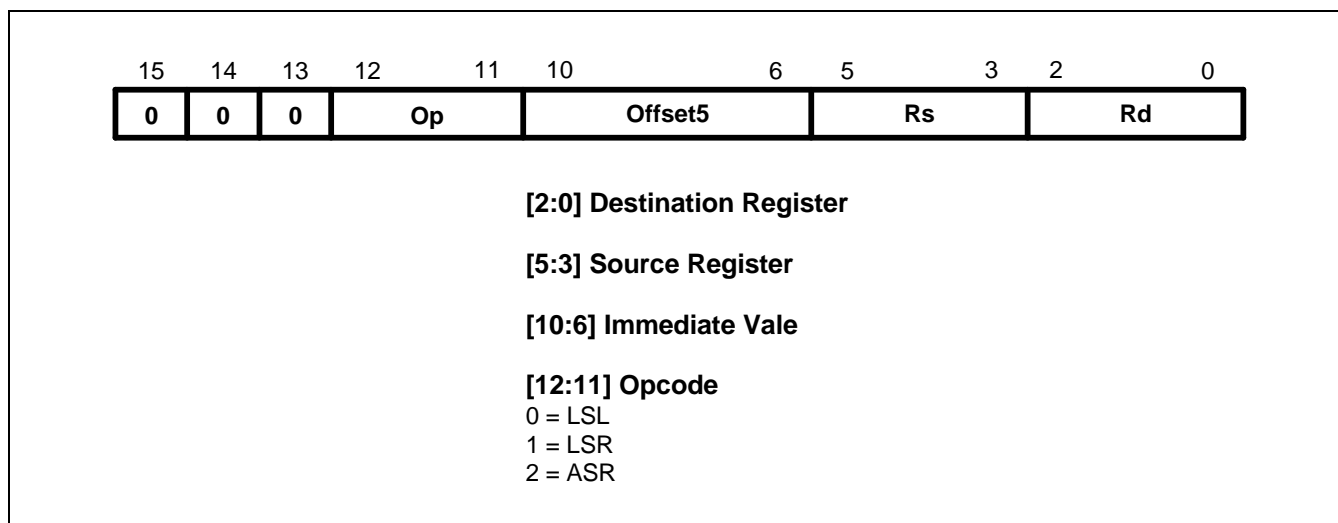 15 14 13 12 11 10 6 5 3 2 0
0 0 0 Op Offset5 Rs Rd
[2:0] Destination Register
[5:3] Source Register
[10:6] Immediate Vale
[12:11] Opcode
0 = LSL
1 = LSR
2 = ASR